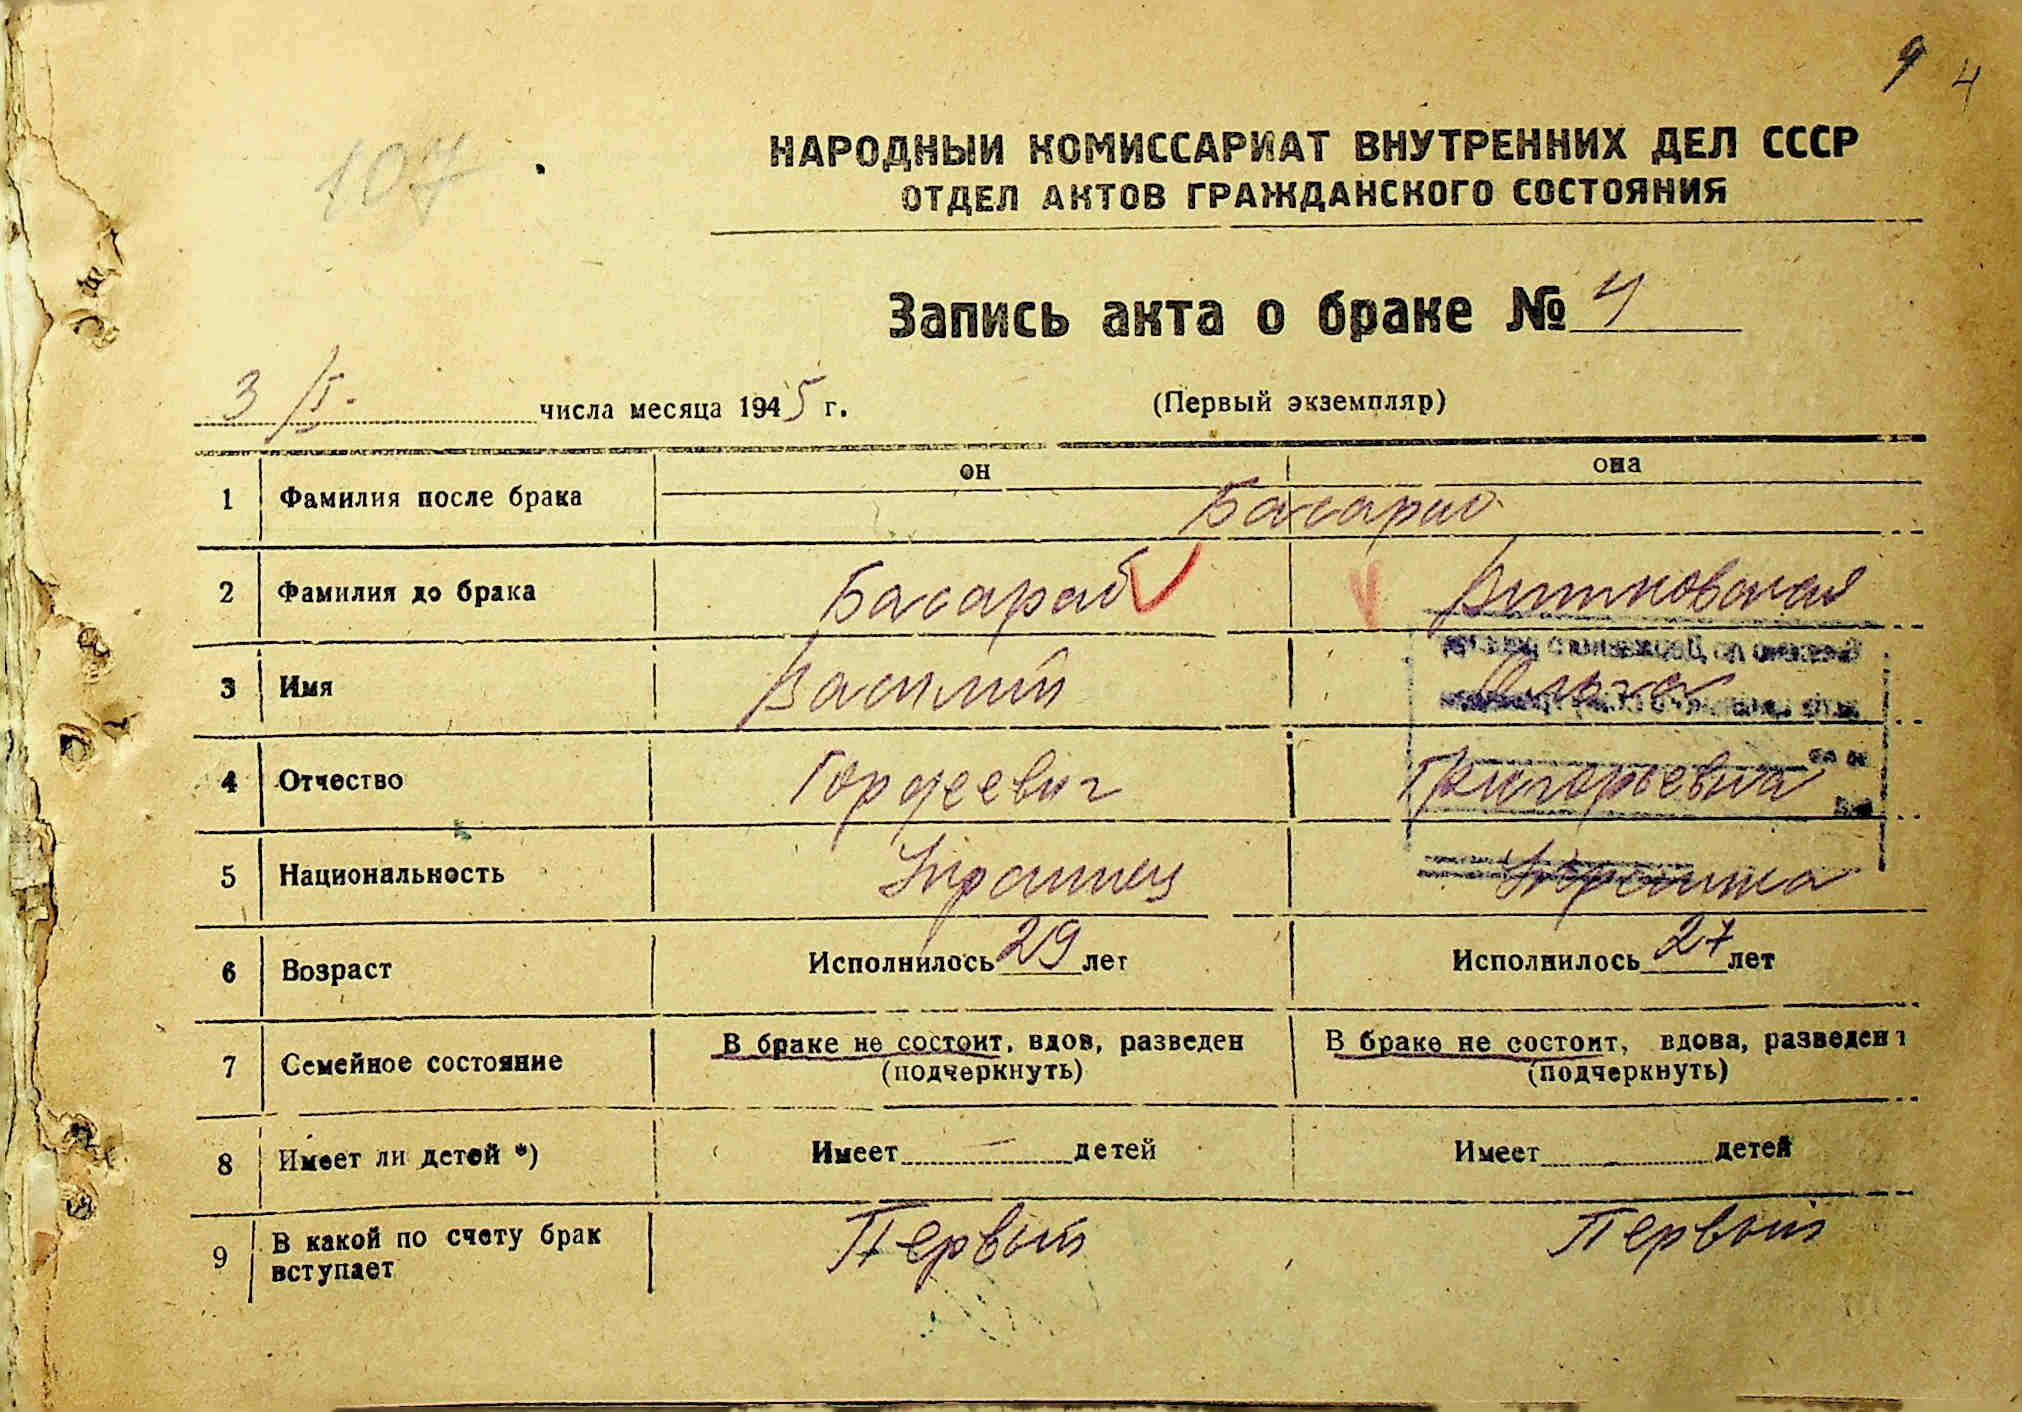 9 4
107
НАРОДНЫЙ КОМИССАРИАТ ВНУТРЕННИХ ДЕЛ СССР
ОТДЕЛ АКТОВ ГРАЖДАНСКОГО СОСТОЯНИЯ
Запись акта о браке № 4
3/I. числа месяца 1945 г. (Первый экземпляр)
он она
1 Фамилия после брака Басараб
2 Фамилия до брака Басараб Витковская
3 Имя Василий Ольга
4 Отчество Гордеевич Григорьевна
5 Национальность Украинец Украинка
6 Возраст Исполнилось 29 лет Исполнилось 27 лет
7 Семейное состояние В браке не состоит, вдов, разведен В браке не состоит, вдова, разведена
(подчеркнуть) (подчеркнуть)
8 Имеет ли детей *) Имеет — детей Имеет детей
9 В какой по счету брак Первый Первый
вступает